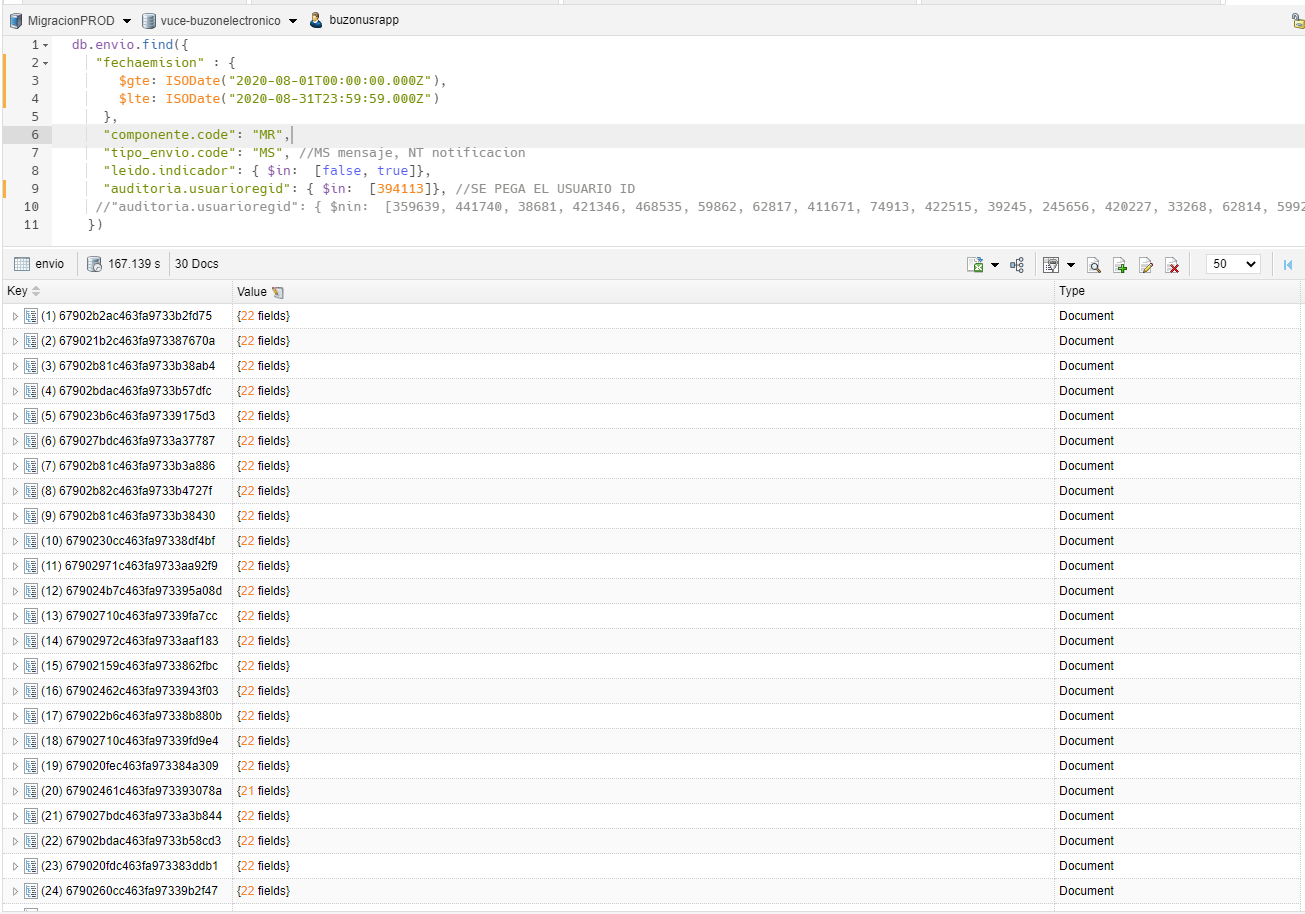 MigracionPROD vuce-buzonelectronico buzonusrapp
1 db.envio.find({
2 "fechaemision" : {
3 $gte: ISODate("2020-08-01T00:00:00.000Z"),
4 $lte: ISODate("2020-08-31T23:59:59.000Z")
5 },
6 "componente.code": "MR",
7 "tipo_envio.code": "MS", //MS mensaje, NT notificacion
8 "leido.indicador": { $in: [false, true]},
9 "auditoria.usuarioregid": { $in: [394113]}, //SE PEGA EL USUARIO ID
10 //"auditoria.usuarioregid": { $nin: [359639, 441740, 38681, 421346, 468535, 59862, 62817, 411671, 74913, 422515, 39245, 245656, 420227, 33268, 62814, 5992
11 })
envio 167.139 s 30 Docs 50
Key Value Type
(1) 67902b2ac463fa9733b2fd75 {22 fields} Document
(2) 679021b2c463fa973387670a {22 fields} Document
(3) 67902b81c463fa9733b38ab4 {22 fields} Document
(4) 67902bdac463fa9733b57dfc {22 fields} Document
(5) 679023b6c463fa97339175d3 {22 fields} Document
(6) 679027bdc463fa9733a37787 {22 fields} Document
(7) 67902b81c463fa9733b3a886 {22 fields} Document
(8) 67902b82c463fa9733b4727f {22 fields} Document
(9) 67902b81c463fa9733b38430 {22 fields} Document
(10) 6790230cc463fa97338df4bf {22 fields} Document
(11) 67902971c463fa9733aa92f9 {22 fields} Document
(12) 679024b7c463fa973395a08d {22 fields} Document
(13) 67902710c463fa97339fa7cc {22 fields} Document
(14) 67902972c463fa9733aaf183 {22 fields} Document
(15) 67902159c463fa9733862fbc {22 fields} Document
(16) 67902462c463fa9733943f03 {22 fields} Document
(17) 679022b6c463fa97338b880b {22 fields} Document
(18) 67902710c463fa97339fd9e4 {22 fields} Document
(19) 679020fec463fa973384a309 {22 fields} Document
(20) 67902461c463fa973393078a {21 fields} Document
(21) 679027bdc463fa9733a3b844 {22 fields} Document
(22) 67902bdac463fa9733b58cd3 {22 fields} Document
(23) 679020fdc463fa973383ddb1 {22 fields} Document
(24) 6790260cc463fa97339b2f47 {22 fields} Document